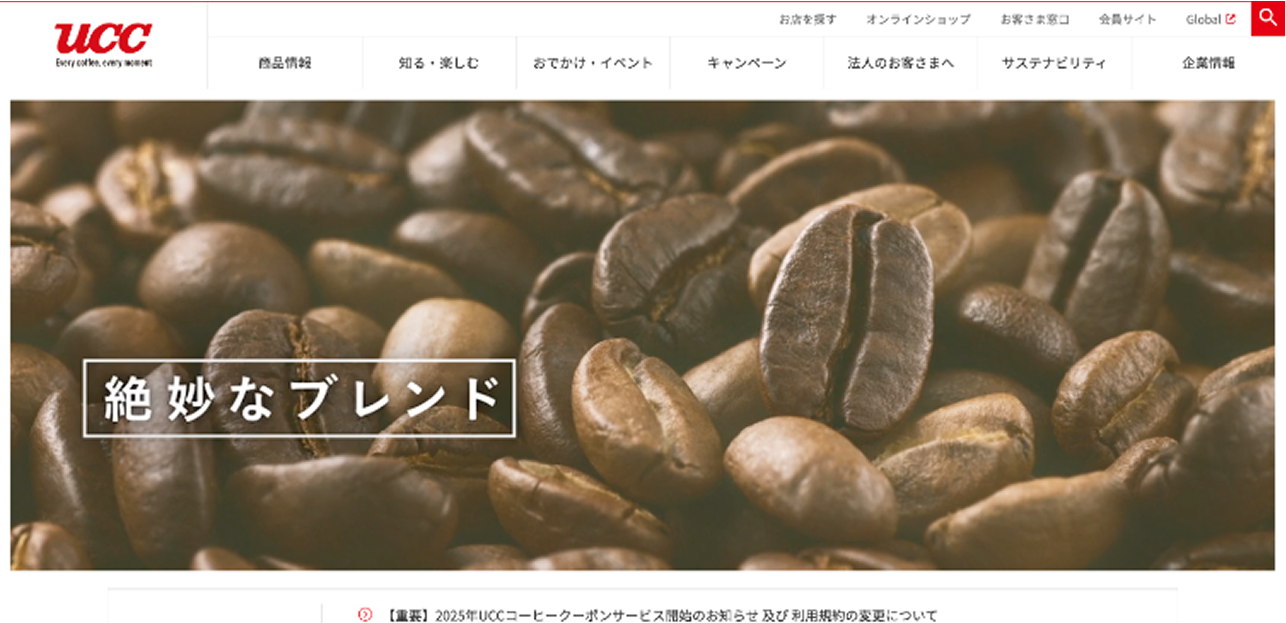 UCC
Every coffee, every moment
お店を探す オンラインショップ お客さま窓口 会員サイト Global
商品情報 知る・楽しむ おでかけ・イベント キャンペーン 法人のお客さまへ サステナビリティ 企業情報
絶妙なブレンド
【重要】2025年UCCコーヒークーポンサービス開始のお知らせ 及び 利用規約の変更について